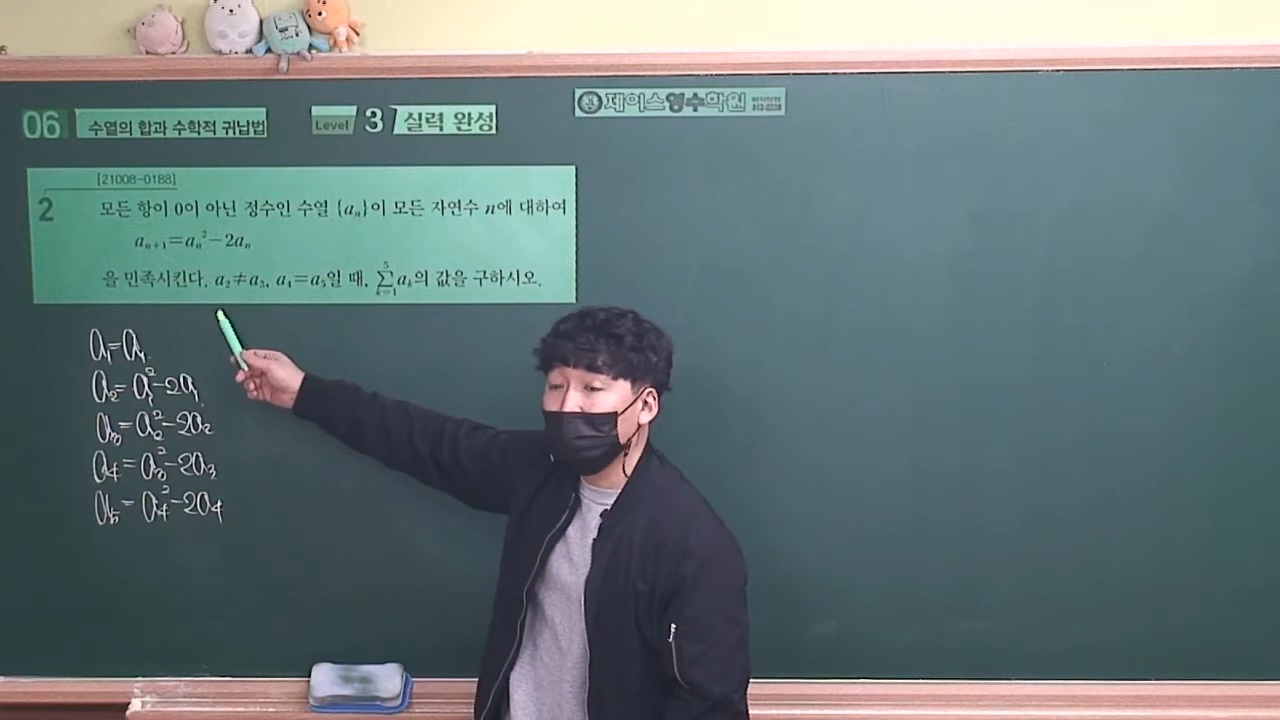 06 수열의 합과 수학적 귀납법
Level 3 실력 완성
제이스영수학원
[21008-0188]
2 모든 항이 0이 아닌 정수인 수열 {aₙ}이 모든 자연수 n에 대하여
aₙ₊₁=aₙ²-2aₙ
을 만족시킨다. a₂≠a₃, a₄=a₅일 때, ∑ₖ₌₁⁵ aₖ의 값을 구하시오.
a₁=a₁.
a₂=a₁²-2a₁.
a₃=a₂²-2a₂
a₄=a₃²-2a₃
a₅=a₄²-2a₄